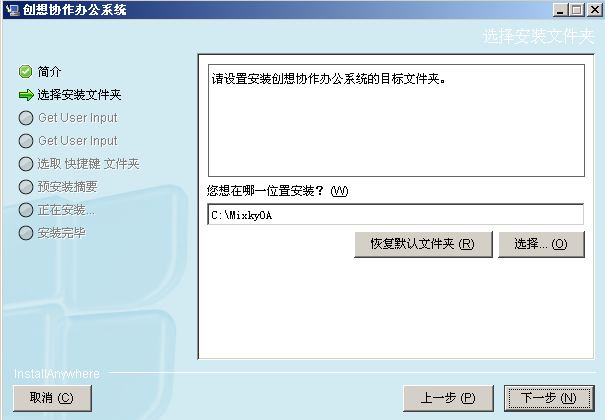 创想协作办公系统
选择安装文件夹
简介
选择安装文件夹
Get User Input
Get User Input
选取 快捷键 文件夹
预安装摘要
正在安装...
安装完毕
请设置安装创想协作办公系统的目标文件夹。
您想在哪一位置安装？(W)
C:\MixkyOA
恢复默认文件夹 (R)
选择... (O)
InstallAnywhere
取消 (C)
上一步 (P)
下一步 (N)